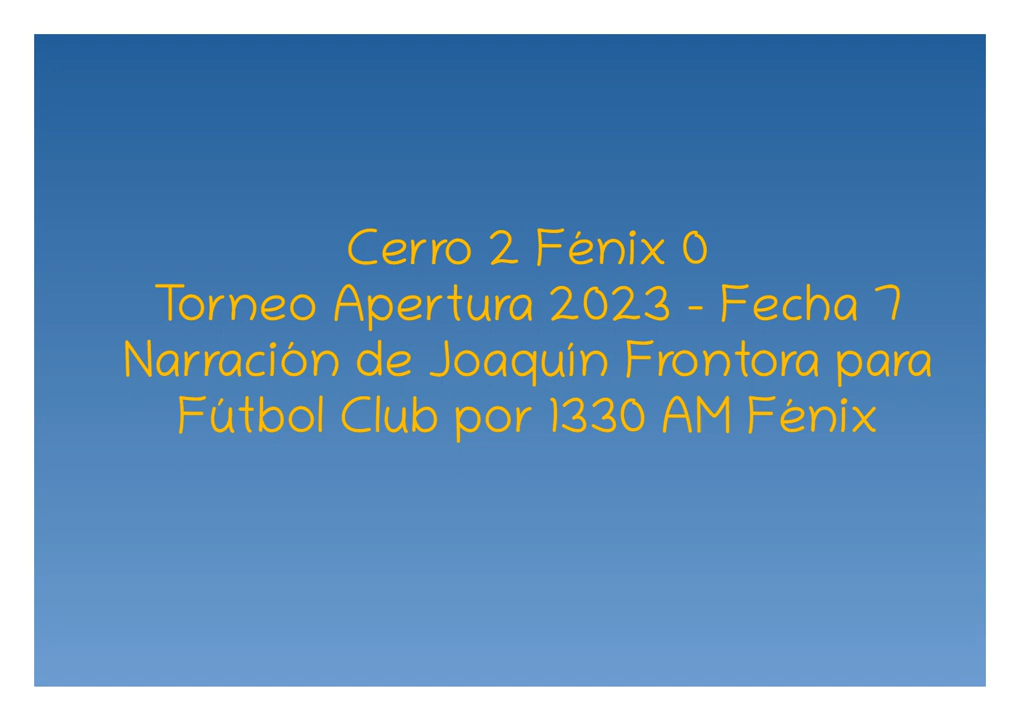 Cerro 2 Fénix 0
Torneo Apertura 2023 - Fecha 7
Narración de Joaquín Frontora para
Fútbol Club por 1330 AM Fénix